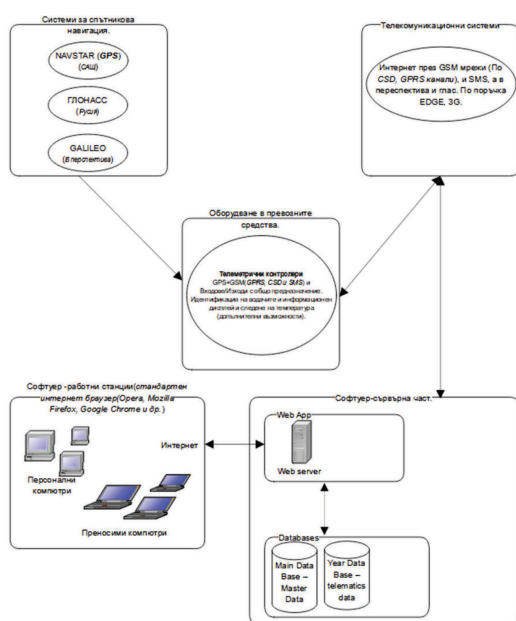 Системи за спътникова
навигация.
NAVSTAR (GPS)
(САЩ)
ГЛОНАСС
(Русия)
GALILEO
(В перспектива)
Телекомуникационни системи
Интернет през GSM мрежи (По
CSD, GPRS канали), и SMS, а в
перспектива и глас. По поръчка
EDGE, 3G.
Оборудване в превозните
средства.
Телеметрични контролери
GPS+GSM(GPRS, CSD и SMS) и
Входове/Изходи с общо предназначение.
Идентификация на водачите и информационен
дисплей и следене на температура
(допълнителни възможности).
Софтуер -работни станции(стандартен
интернет браузер(Opera, Mozilla
Firefox, Google Chrome и др.)
Интернет
Персонални
компютри
Преносими компютри
Софтуер-сървърна част.
Web App
Web server
Databases
Main Data
Base –
Master
Data
Year Data
Base –
telematics
data